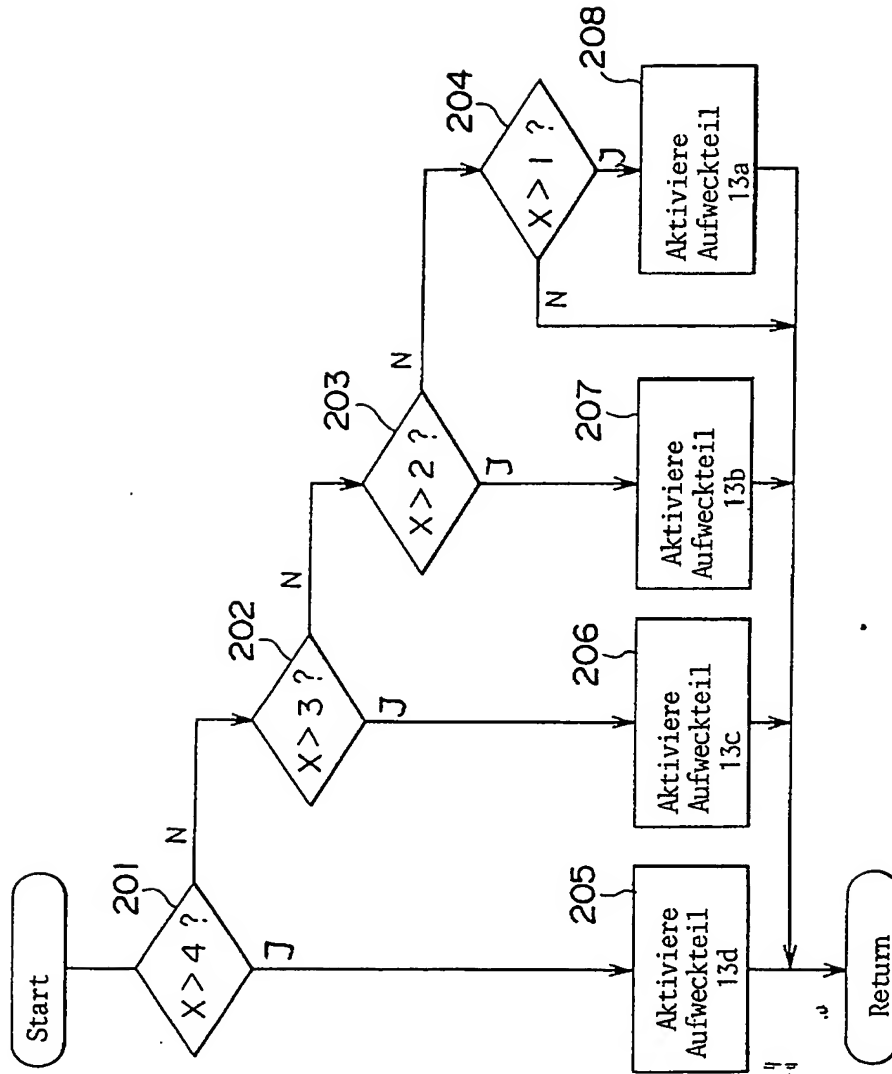 Start
201
X > 4 ?
N
J
202
X > 3 ?
N
J
203
X > 2 ?
N
J
204
X > 1 ?
N
J
205
Aktiviere
Aufweckteil
13d
206
Aktiviere
Aufweckteil
13c
207
Aktiviere
Aufweckteil
13b
208
Aktiviere
Aufweckteil
13a
Return